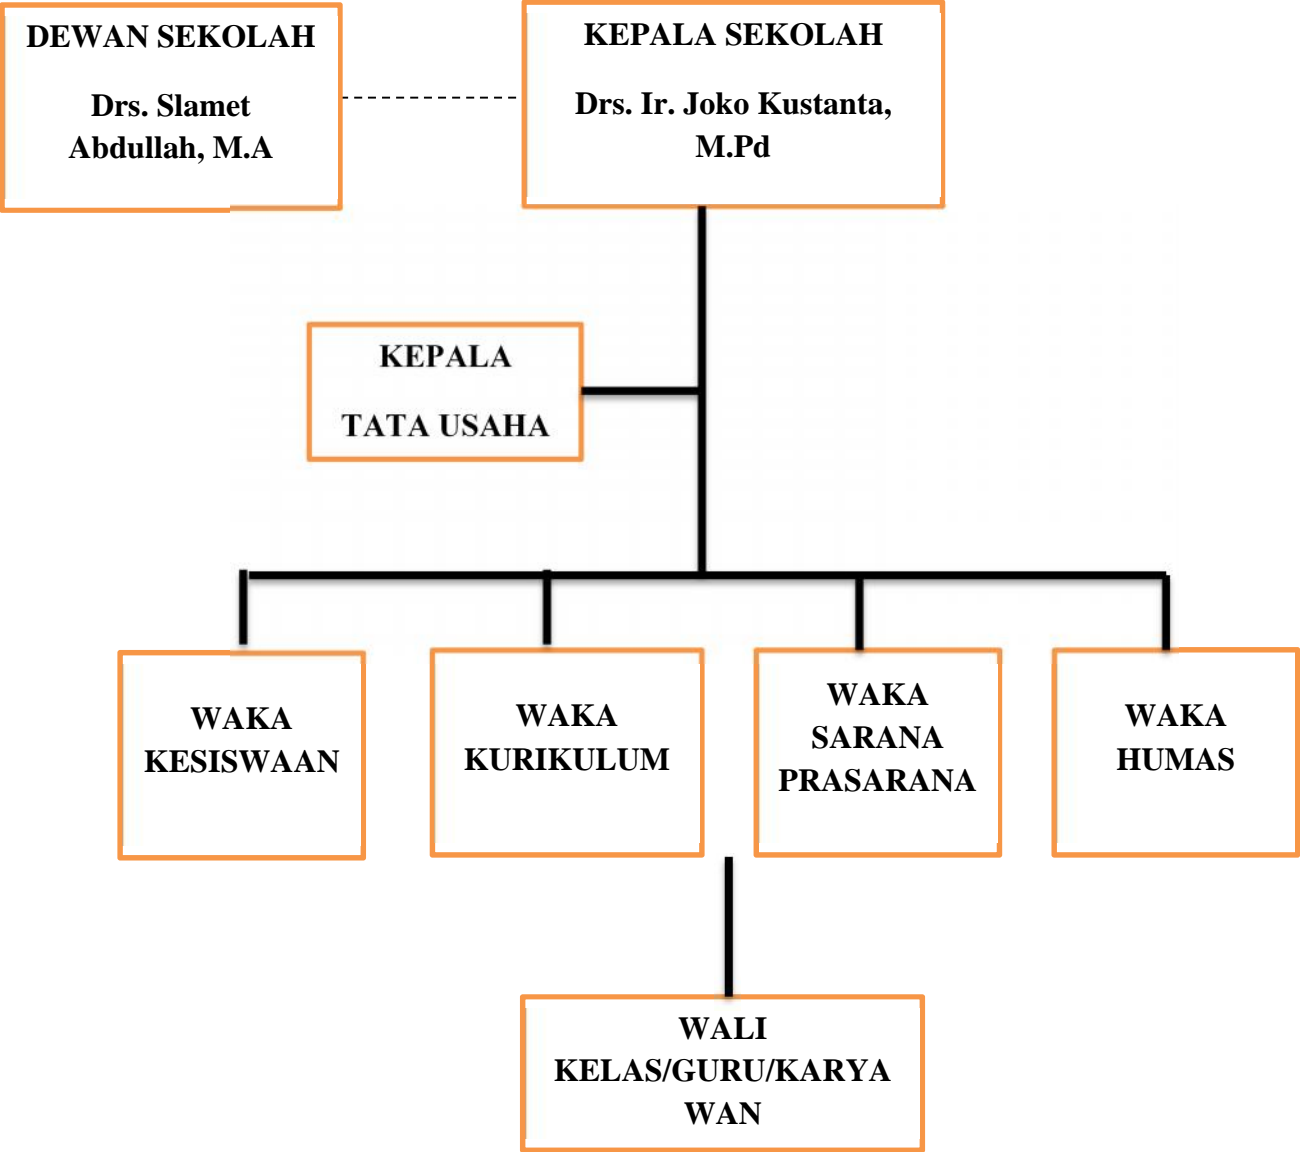 DEWAN SEKOLAH
Drs. Slamet
Abdullah, M.A
KEPALA SEKOLAH
Drs. Ir. Joko Kustanta,
M.Pd
KEPALA
TATA USAHA
WAKA
KESISWAAN
WAKA
KURIKULUM
WAKA
SARANA
PRASARANA
WAKA
HUMAS
WALI
KELAS/GURU/KARYA
WAN